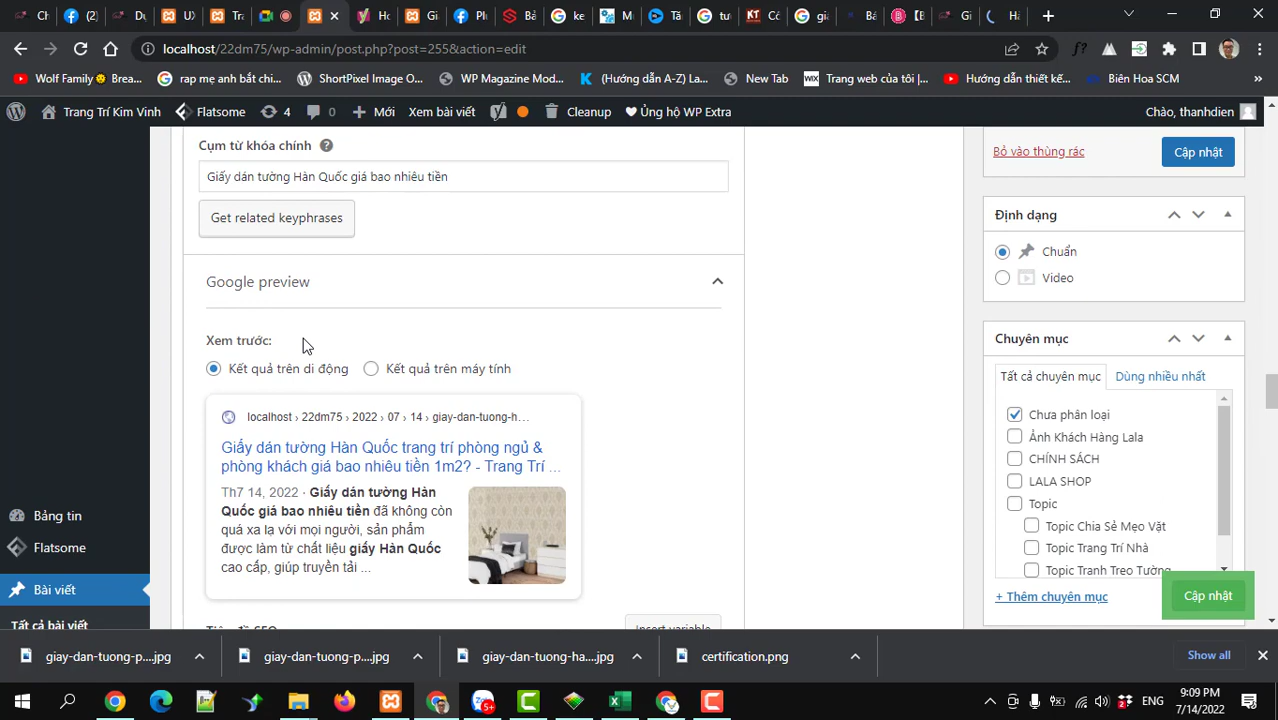 (2)
localhost/22dm75/wp-admin/post.php?post=255&action=edit
Wolf Family Brea...
rap mẹ anh bắt chi...
ShortPixel Image O...
WP Magazine Mod...
(Hướng dẫn A-Z) La...
New Tab
Trang web của tôi |...
Hướng dẫn thiết kế...
Biên Hoa SCM
Trang Trí Kim Vinh
Flatsome
4
0
Mới
Xem bài viết
Cleanup
Ủng hộ WP Extra
Chào, thanhdien
Cụm từ khóa chính
Giấy dán tường Hàn Quốc giá bao nhiêu tiền
Get related keyphrases
Google preview
Xem trước:
Kết quả trên di động
Kết quả trên máy tính
localhost › 22dm75 › 2022 › 07 › 14 › giay-dan-tuong-h...
Giấy dán tường Hàn Quốc trang trí phòng ngủ &
phòng khách giá bao nhiêu tiền 1m2? - Trang Trí ...
Th7 14, 2022 · Giấy dán tường Hàn
Quốc giá bao nhiêu tiền đã không còn
quá xa lạ với mọi người, sản phẩm
được làm từ chất liệu giấy Hàn Quốc
cao cấp, giúp truyền tải ...
Tiêu đề SEO
Insert variable
Bỏ vào thùng rác
Cập nhật
Định dạng
Chuẩn
Video
Chuyên mục
Tất cả chuyên mục
Dùng nhiều nhất
Chưa phân loại
Ảnh Khách Hàng Lala
CHÍNH SÁCH
LALA SHOP
Topic
Topic Chia Sẻ Mẹo Vặt
Topic Trang Trí Nhà
Topic Tranh Treo Tường
+ Thêm chuyên mục
Cập nhật
Bảng tin
Flatsome
Bài viết
Tất cả bài viết
giay-dan-tuong-p....jpg
giay-dan-tuong-p....jpg
giay-dan-tuong-ha....jpg
certification.png
Show all
5+
ENG
9:09 PM
7/14/2022
2